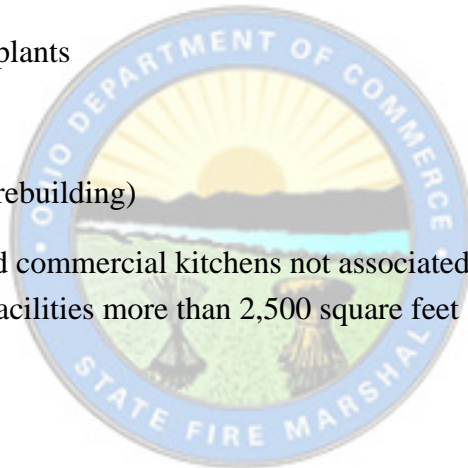 plants
rebuilding)
d commercial kitchens not associated
acilities more than 2,500 square feet
OHIO DEPARTMENT OF COMMERCE
STATE FIRE MARSHAL